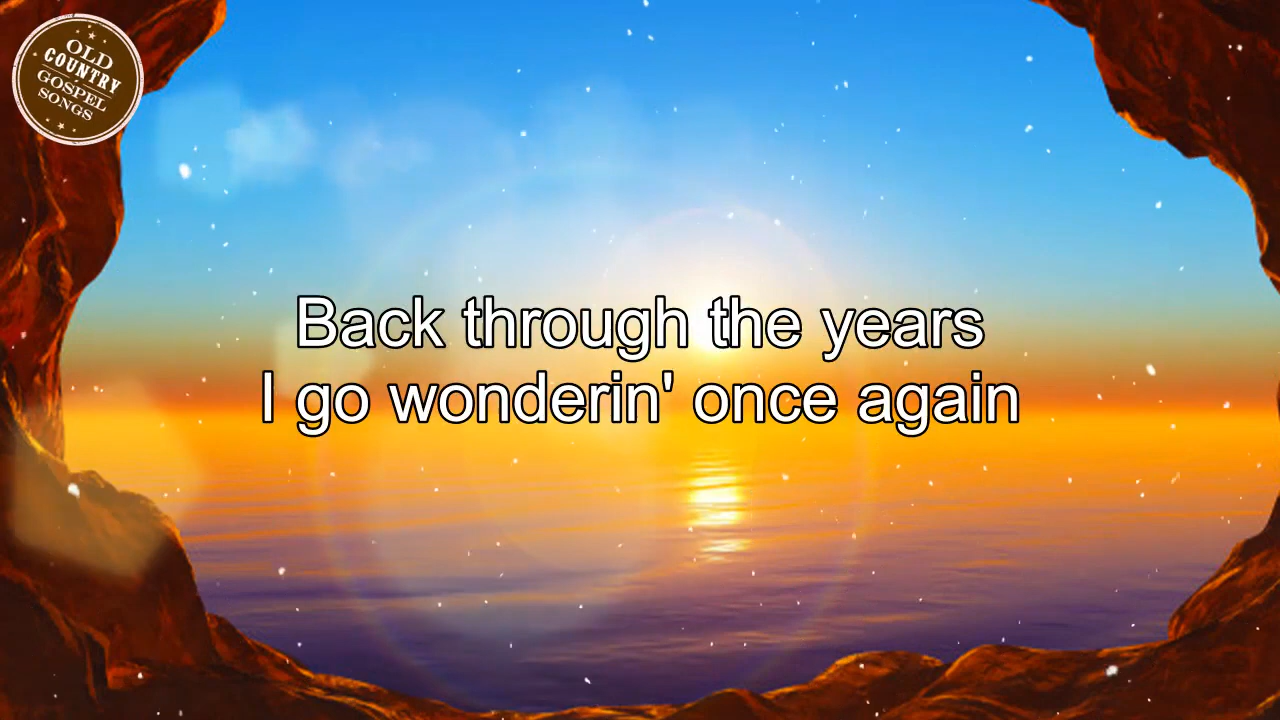 OLD
COUNTRY
GOSPEL
SONGS
Back through the years
I go wonderin' once again